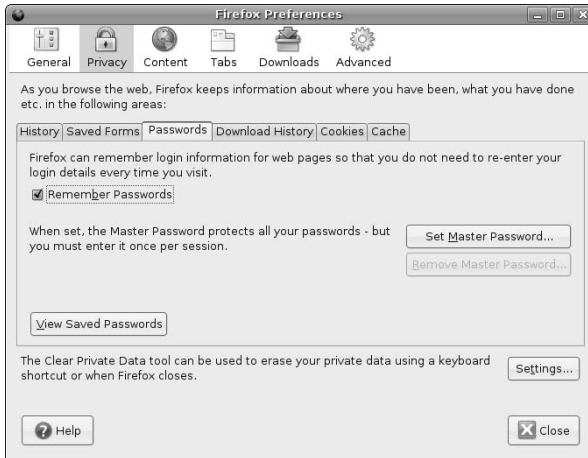 Firefox Preferences
General Privacy Content Tabs Downloads Advanced
As you browse the web, Firefox keeps information about where you have been, what you have done
etc. in the following areas:
History Saved Forms Passwords Download History Cookies Cache
Firefox can remember login information for web pages so that you do not need to re-enter your
login details every time you visit.
Remember Passwords
When set, the Master Password protects all your passwords - but
you must enter it once per session.
Set Master Password...
Remove Master Password...
View Saved Passwords
The Clear Private Data tool can be used to erase your private data using a keyboard
shortcut or when Firefox closes.
Settings...
Help
Close